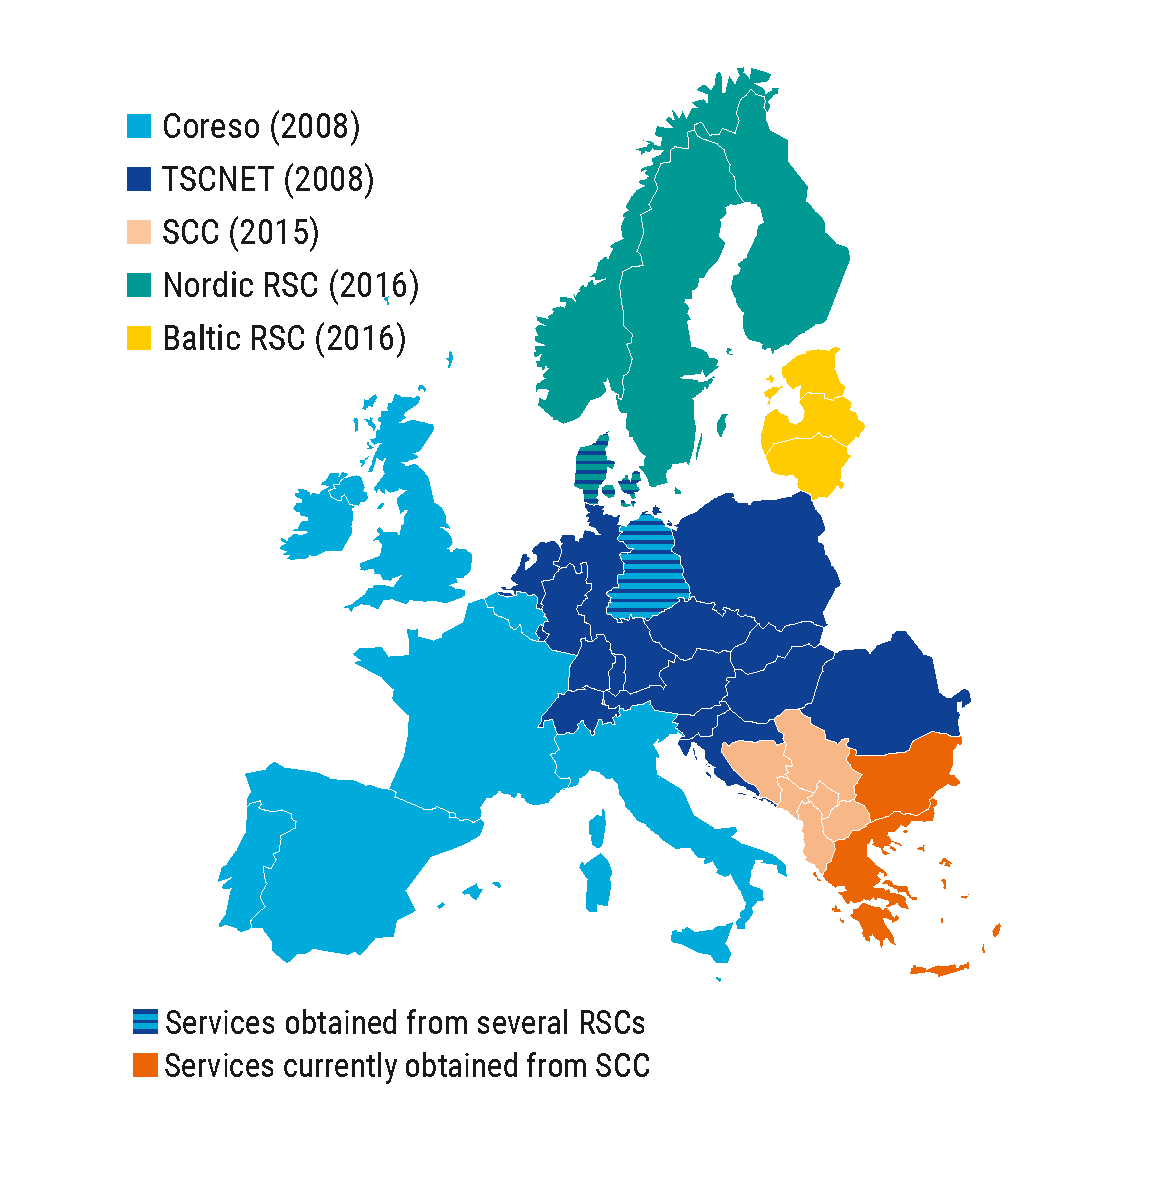 Coreso (2008)
TSCNET (2008)
SCC (2015)
Nordic RSC (2016)
Baltic RSC (2016)
Services obtained from several RSCs
Services currently obtained from SCC